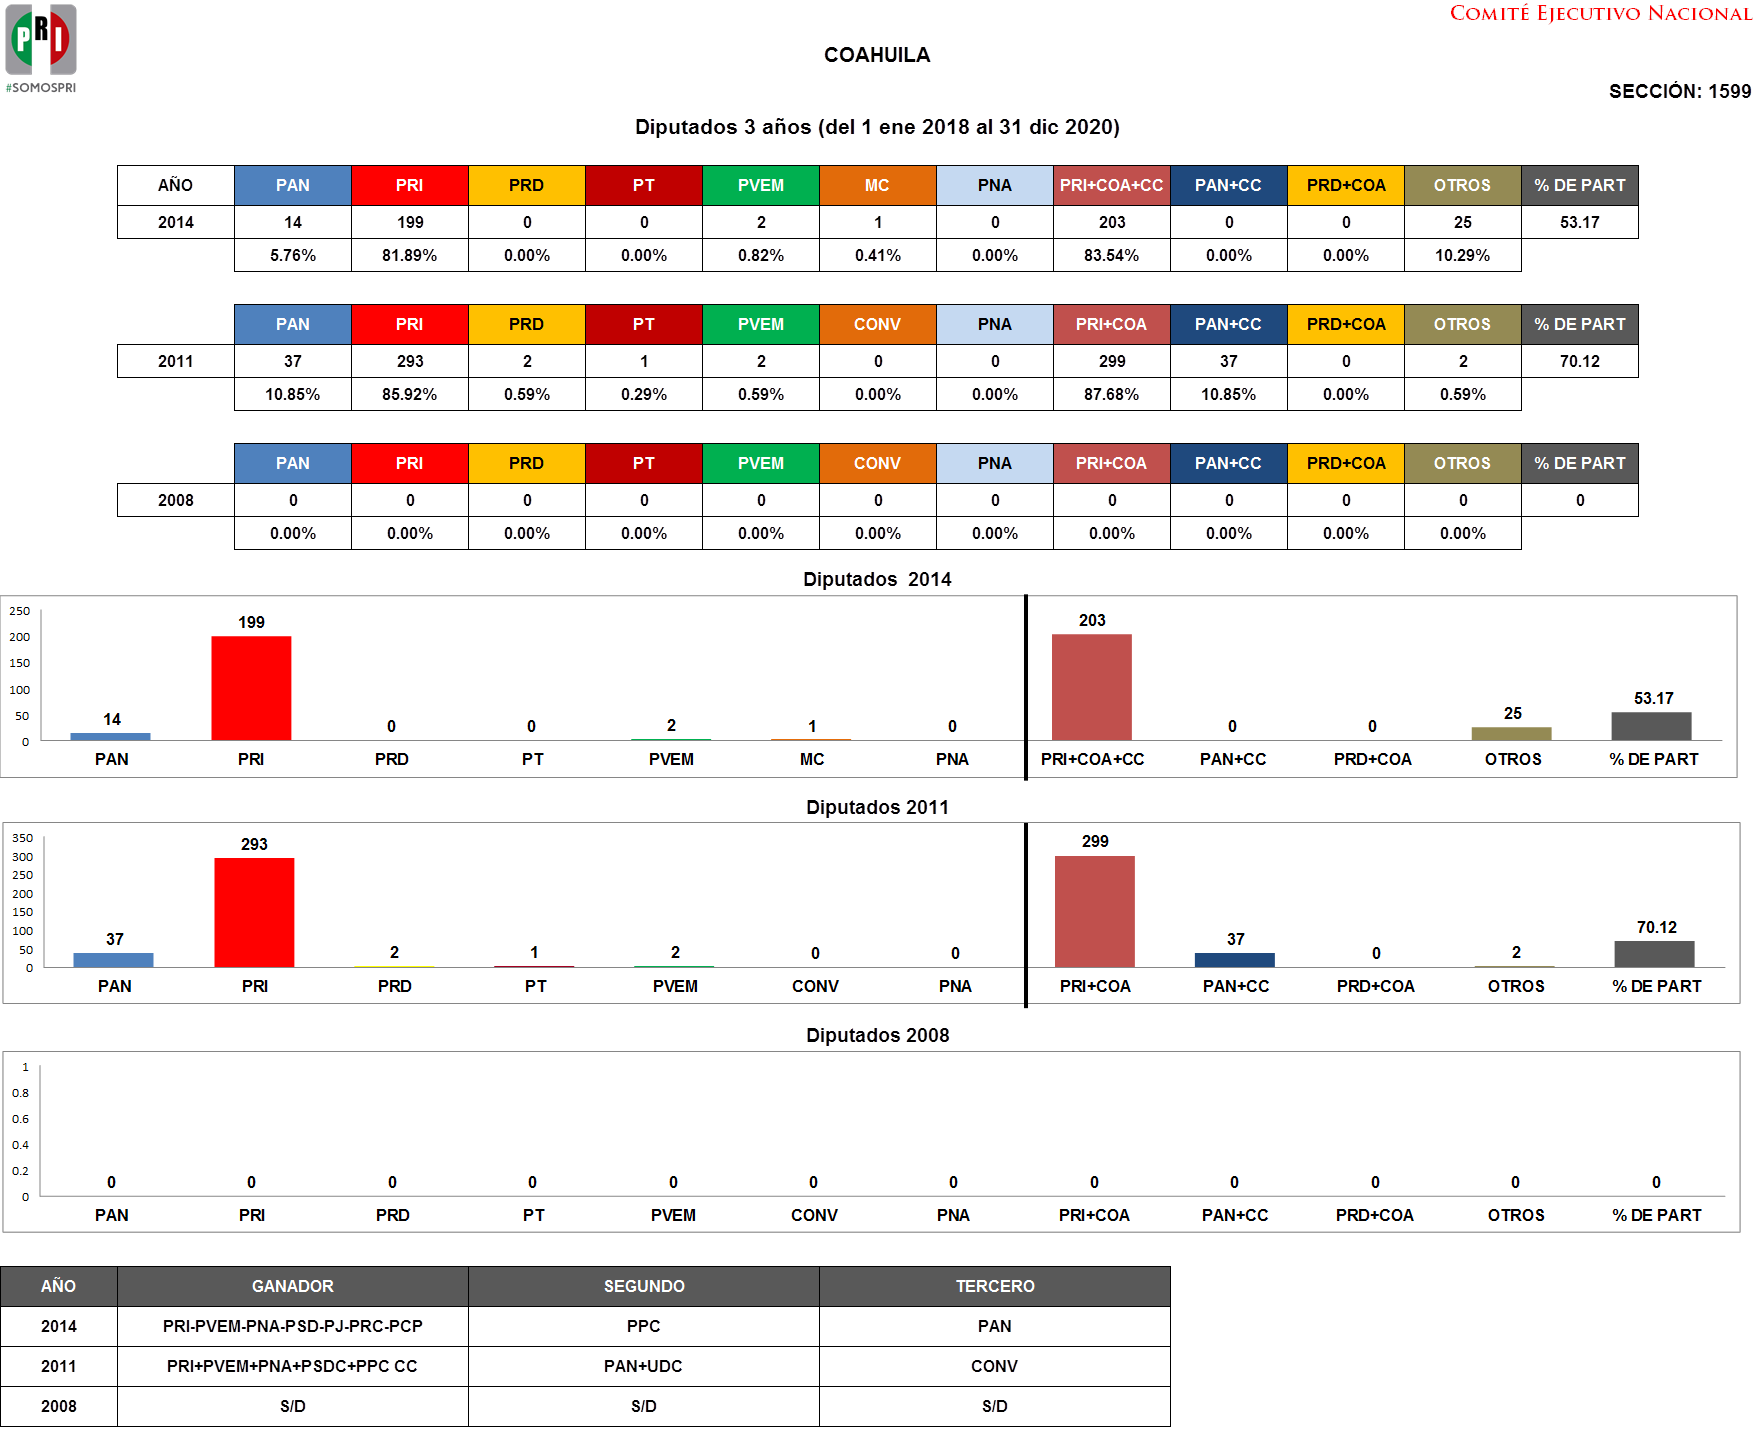 PRI
#SOMOSPRI
COMITÉ EJECUTIVO NACIONAL
COAHUILA
SECCIÓN: 1599
Diputados 3 años (del 1 ene 2018 al 31 dic 2020)
AÑO PAN PRI PRD PT PVEM MC PNA PRI+COA+CC PAN+CC PRD+COA OTROS % DE PART
2014 14 199 0 0 2 1 0 203 0 0 25 53.17
5.76% 81.89% 0.00% 0.00% 0.82% 0.41% 0.00% 83.54% 0.00% 0.00% 10.29%
PAN PRI PRD PT PVEM CONV PNA PRI+COA PAN+CC PRD+COA OTROS % DE PART
2011 37 293 2 1 2 0 0 299 37 0 2 70.12
10.85% 85.92% 0.59% 0.29% 0.59% 0.00% 0.00% 87.68% 10.85% 0.00% 0.59%
PAN PRI PRD PT PVEM CONV PNA PRI+COA PAN+CC PRD+COA OTROS % DE PART
2008 0 0 0 0 0 0 0 0 0 0 0 0
0.00% 0.00% 0.00% 0.00% 0.00% 0.00% 0.00% 0.00% 0.00% 0.00% 0.00%
Diputados 2014
250
200
150
100
50
0
14 199 0 0 2 1 0 203 0 0 25 53.17
PAN PRI PRD PT PVEM MC PNA PRI+COA+CC PAN+CC PRD+COA OTROS % DE PART
Diputados 2011
350
300
250
200
150
100
50
0
37 293 2 1 2 0 0 299 37 0 2 70.12
PAN PRI PRD PT PVEM CONV PNA PRI+COA PAN+CC PRD+COA OTROS % DE PART
Diputados 2008
1
0.8
0.6
0.4
0.2
0
0 0 0 0 0 0 0 0 0 0 0 0
PAN PRI PRD PT PVEM CONV PNA PRI+COA PAN+CC PRD+COA OTROS % DE PART
AÑO GANADOR SEGUNDO TERCERO
2014 PRI-PVEM-PNA-PSD-PJ-PRC-PCP PPC PAN
2011 PRI+PVEM+PNA+PSDC+PPC CC PAN+UDC CONV
2008 S/D S/D S/D